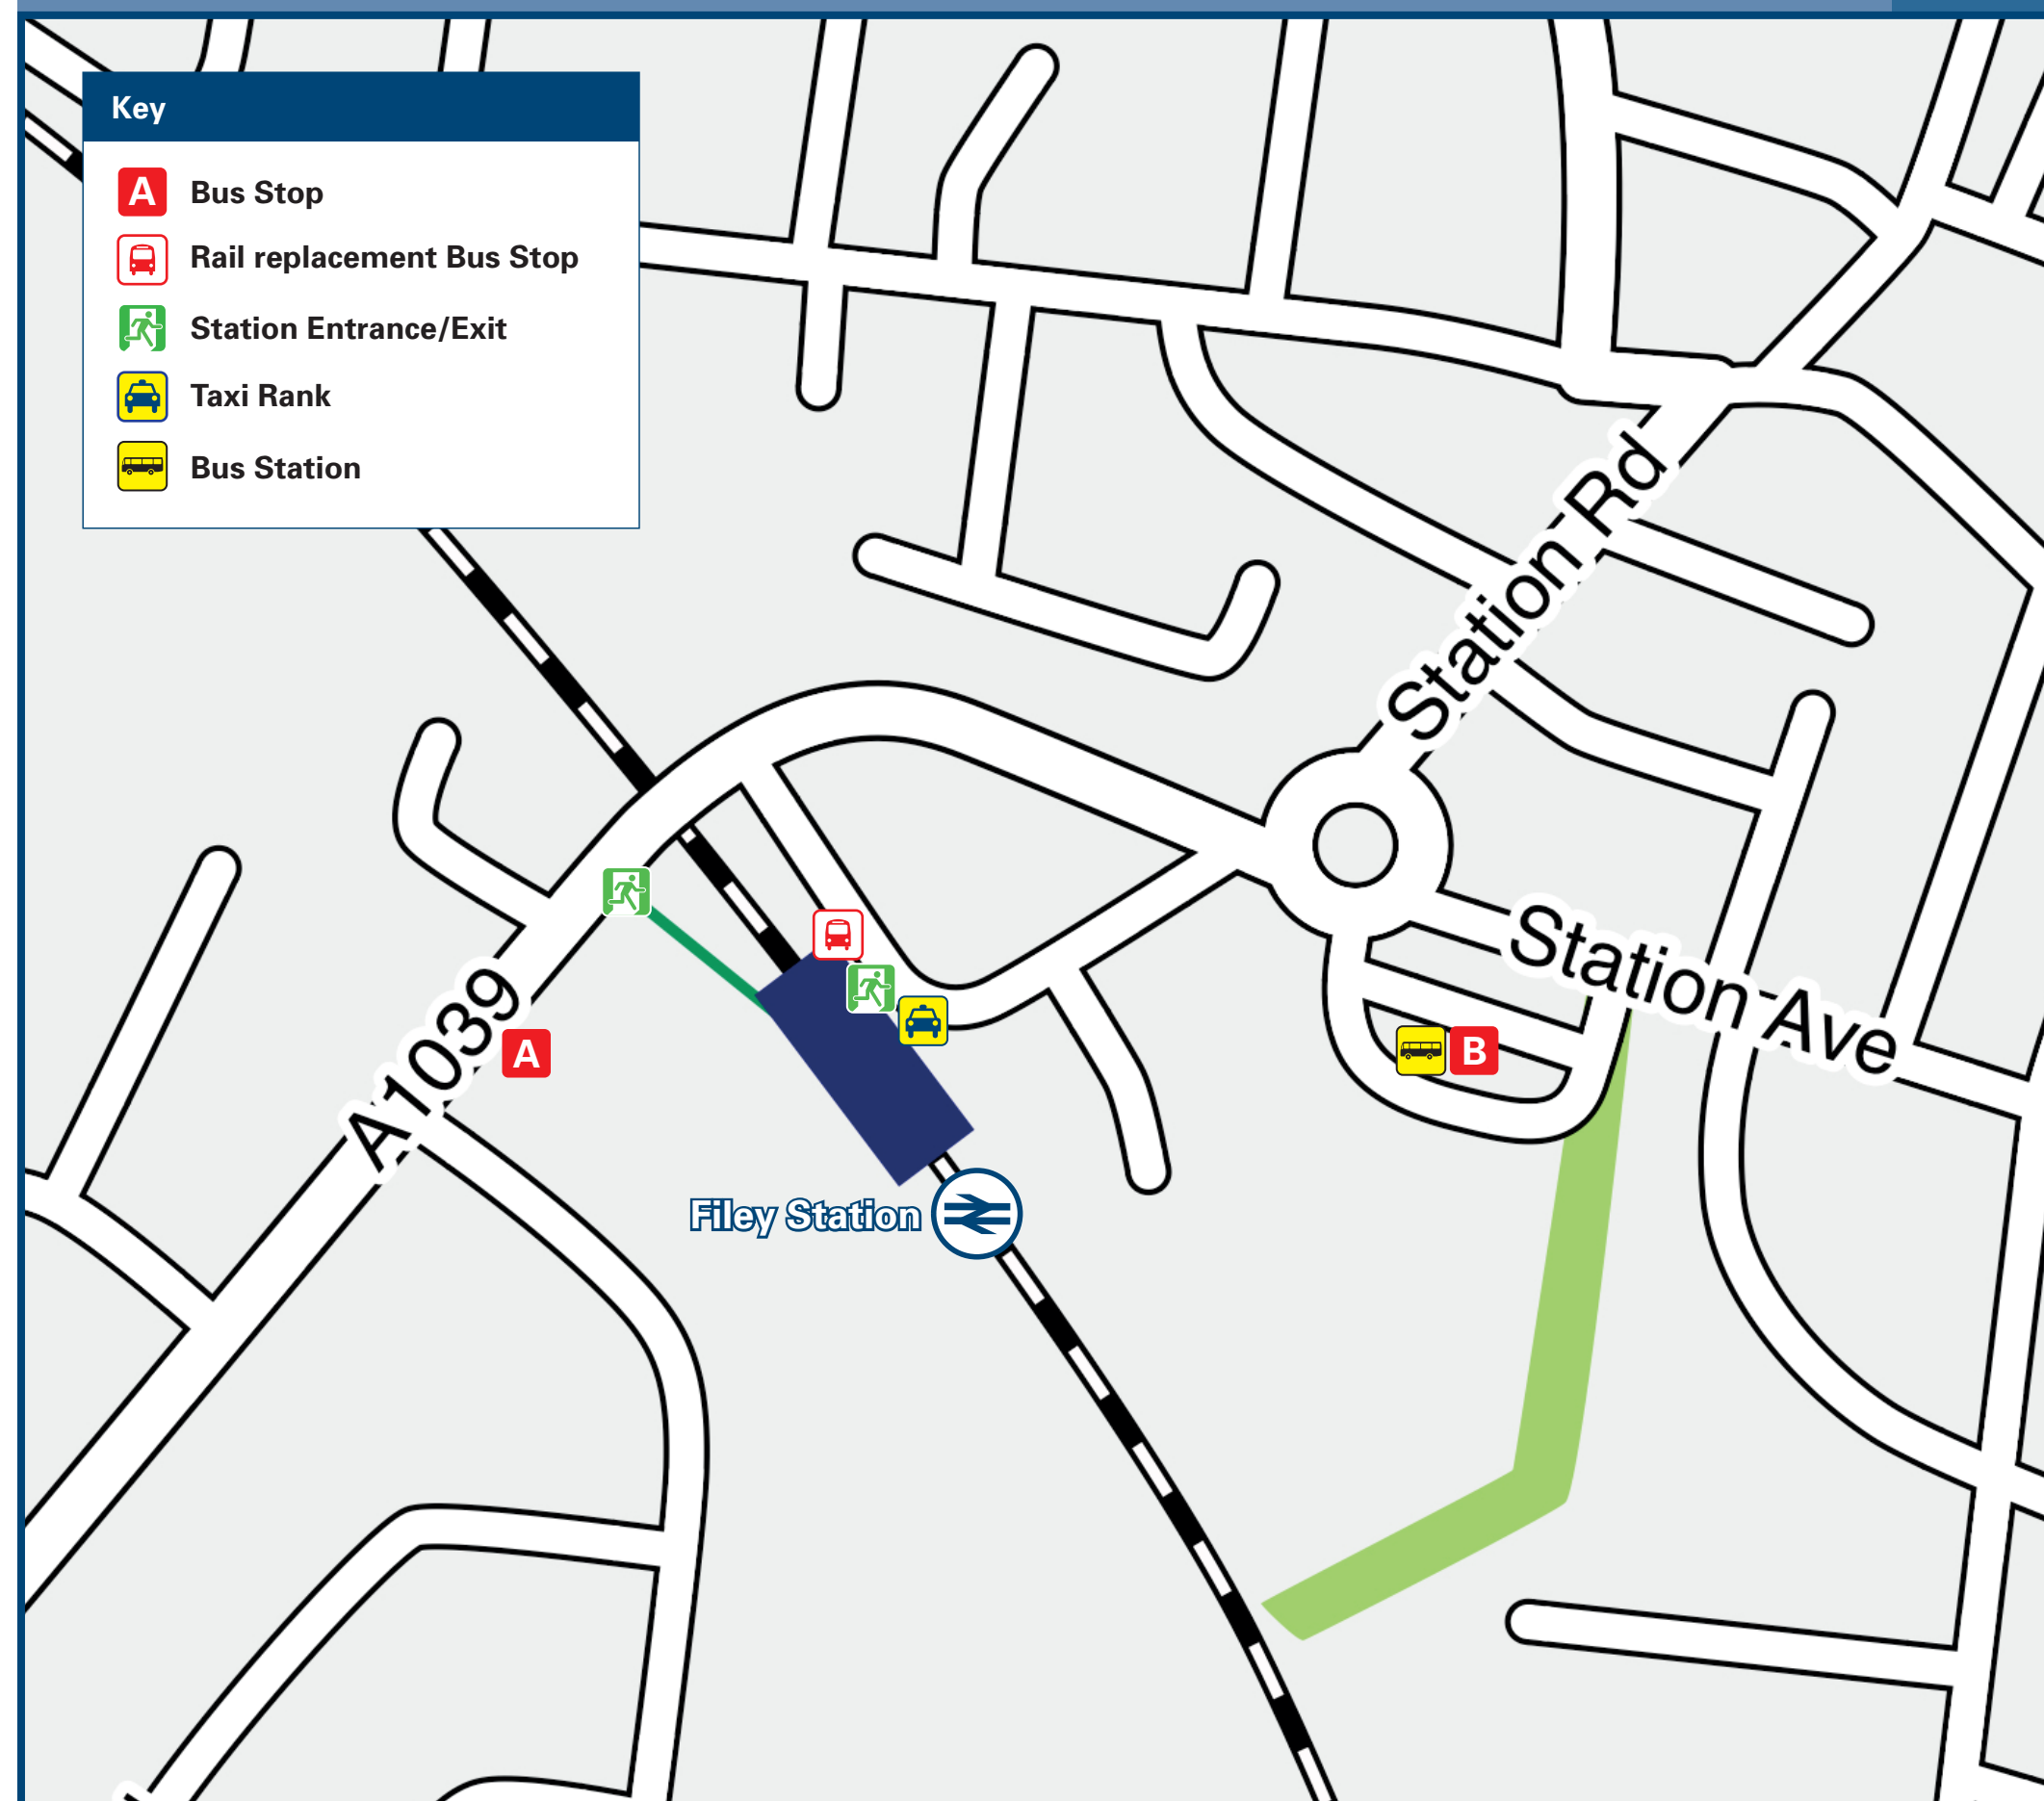 Key
A Bus Stop
Rail replacement Bus Stop
Station Entrance/Exit
Taxi Rank
Bus Station
Station Rd
Station Ave
A1039
A
B
Filey Station